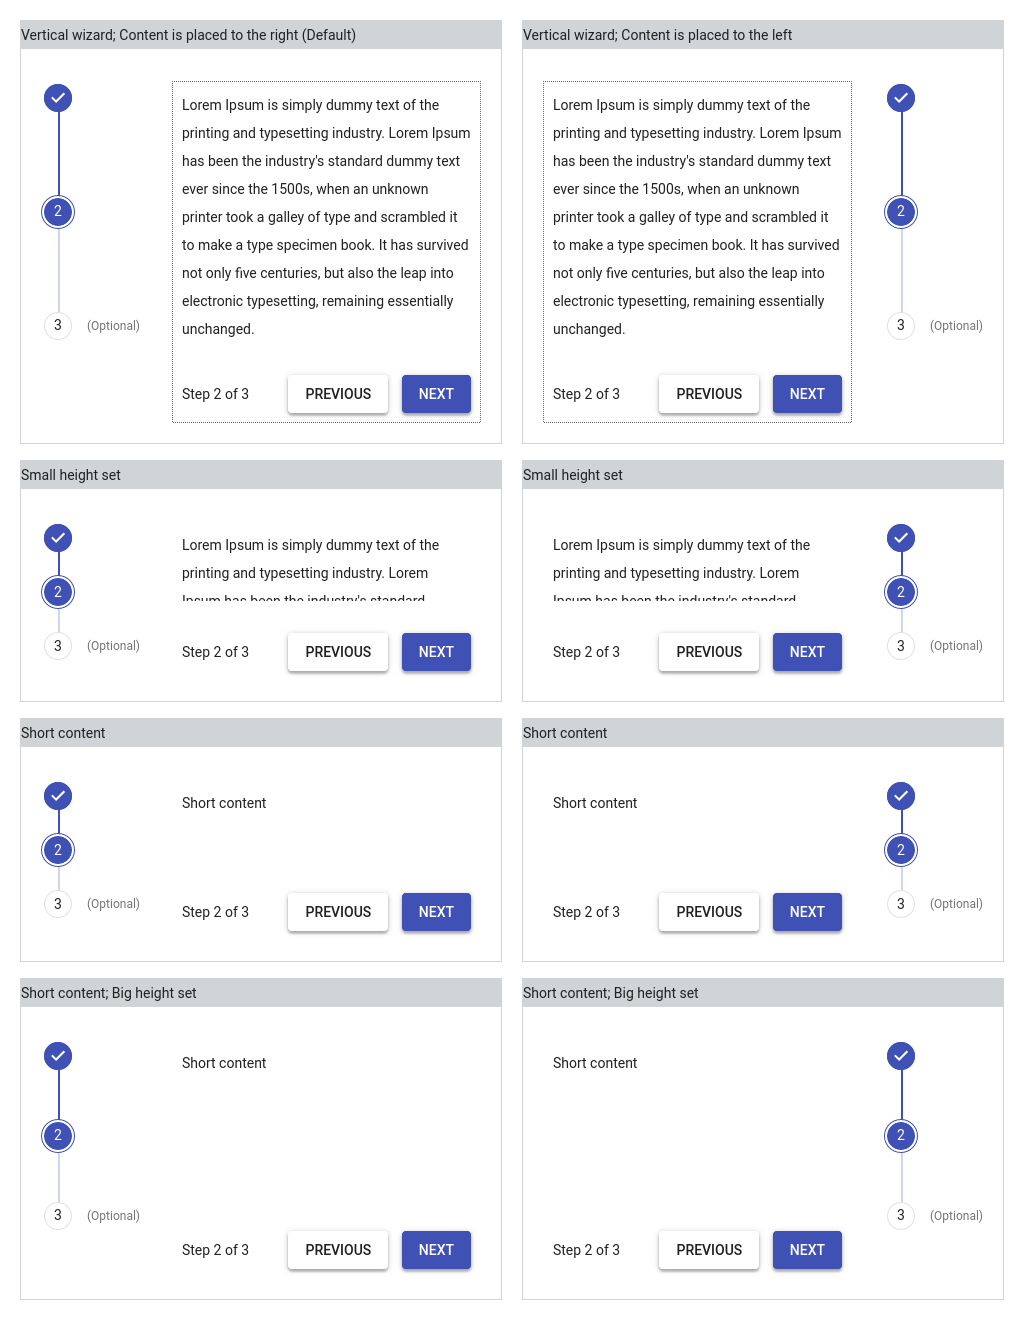 Vertical wizard; Content is placed to the right (Default)
Lorem Ipsum is simply dummy text of the
printing and typesetting industry. Lorem Ipsum
has been the industry's standard dummy text
ever since the 1500s, when an unknown
2
printer took a galley of type and scrambled it
to make a type specimen book. It has survived
not only five centuries, but also the leap into
electronic typesetting, remaining essentially
3 (Optional)
unchanged.
Step 2 of 3 PREVIOUS NEXT
Vertical wizard; Content is placed to the left
Lorem Ipsum is simply dummy text of the
printing and typesetting industry. Lorem Ipsum
has been the industry's standard dummy text
ever since the 1500s, when an unknown
2
printer took a galley of type and scrambled it
to make a type specimen book. It has survived
not only five centuries, but also the leap into
electronic typesetting, remaining essentially
unchanged.
3 (Optional)
Step 2 of 3 PREVIOUS NEXT
Small height set
Lorem Ipsum is simply dummy text of the
printing and typesetting industry. Lorem
2
Ipsum has been the industry's standard
3 (Optional)
Step 2 of 3 PREVIOUS NEXT
Small height set
Lorem Ipsum is simply dummy text of the
printing and typesetting industry. Lorem
2
Ipsum has been the industry's standard
3 (Optional)
Step 2 of 3 PREVIOUS NEXT
Short content
Short content
2
3 (Optional)
Step 2 of 3 PREVIOUS NEXT
Short content
Short content
2
3 (Optional)
Step 2 of 3 PREVIOUS NEXT
Short content; Big height set
Short content
2
3 (Optional)
Step 2 of 3 PREVIOUS NEXT
Short content; Big height set
Short content
2
3 (Optional)
Step 2 of 3 PREVIOUS NEXT